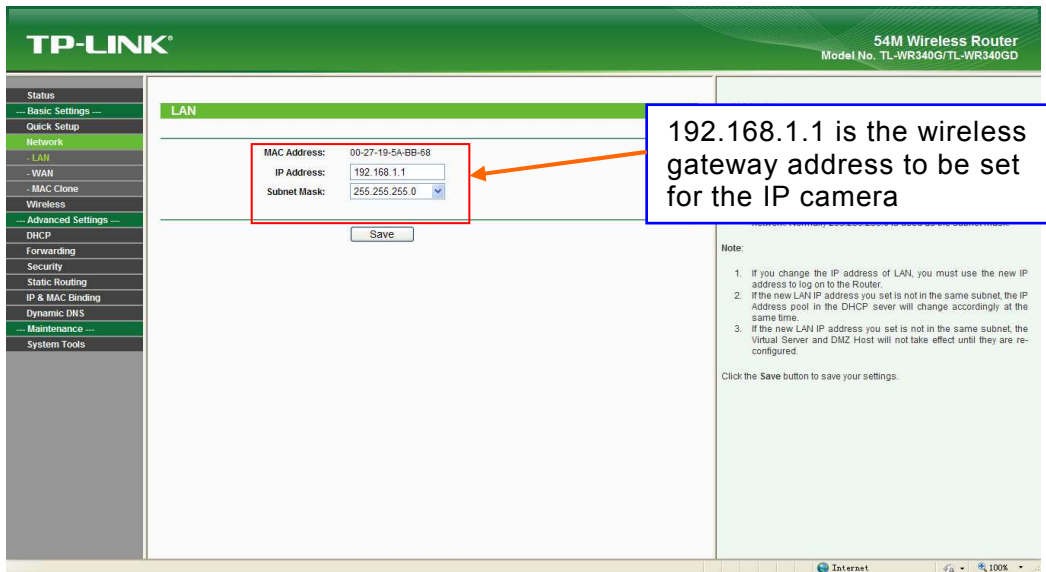 TP-LINK®
54M Wireless Router
Model No. TL-WR340G/TL-WR340GD
Status
--- Basic Settings ---
Quick Setup
Network
- LAN
- WAN
- MAC Clone
Wireless
--- Advanced Settings ---
DHCP
Forwarding
Security
Static Routing
IP & MAC Binding
Dynamic DNS
--- Maintenance ---
System Tools
LAN
MAC Address: 00-27-19-5A-BB-68
IP Address: 192.168.1.1
Subnet Mask: 255.255.255.0
Save
192.168.1.1 is the wireless
gateway address to be set
for the IP camera
Note:
1. If you change the IP address of LAN, you must use the new IP
address to log on to the Router.
2. If the new LAN IP address you set is not in the same subnet, the IP
Address pool in the DHCP sever will change accordingly at the
same time.
3. If the new LAN IP address you set is not in the same subnet, the
Virtual Server and DMZ Host will not take effect until they are re-
configured.
Click the Save button to save your settings.
Internet
100%